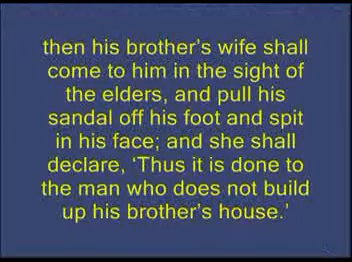 then his brother’s wife shall
come to him in the sight of
the elders, and pull his
sandal off his foot and spit
in his face; and she shall
declare, ‘Thus it is done to
the man who does not build
up his brother’s house.’